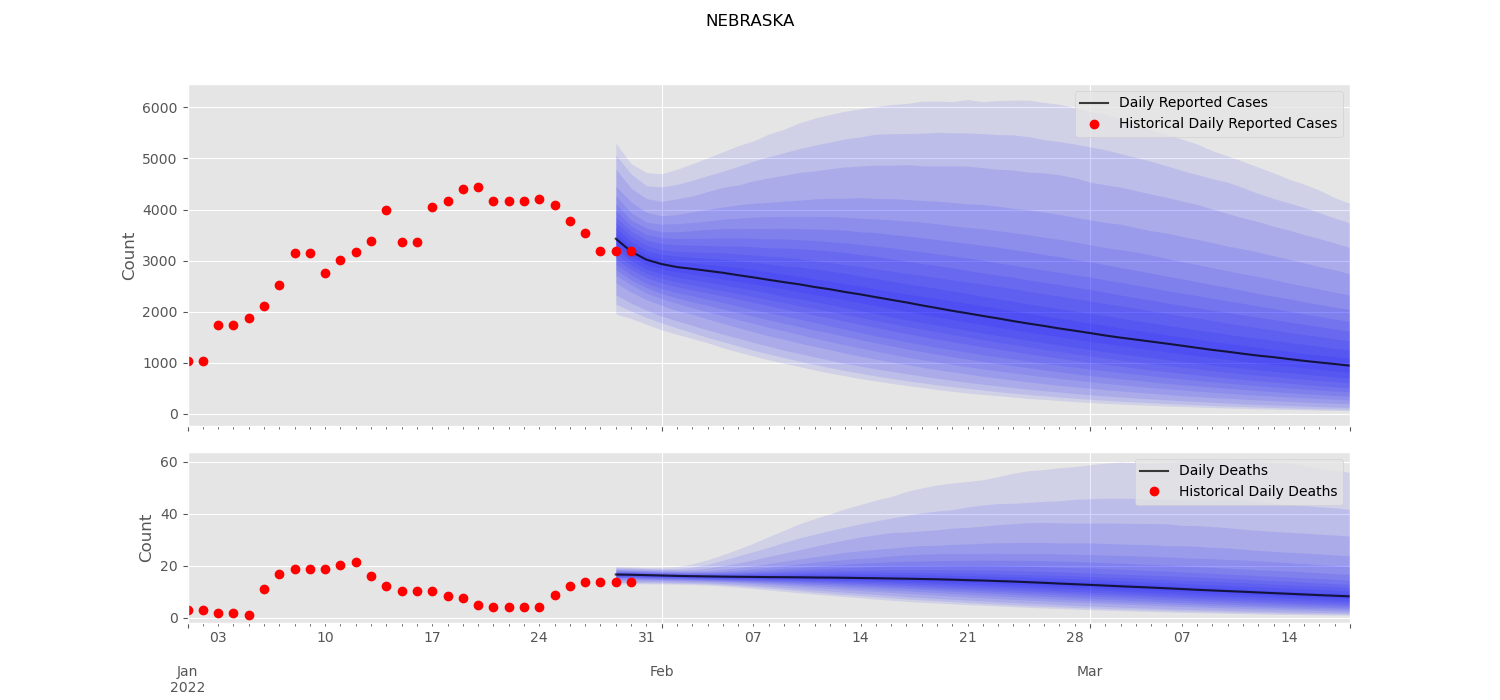 NEBRASKA
Count
6000
5000
4000
3000
2000
1000
0
Daily Reported Cases
Historical Daily Reported Cases
Count
60
40
20
0
Daily Deaths
Historical Daily Deaths
03 10 17 24 31 07 14 21 28 07 14
Jan Feb Mar
2022